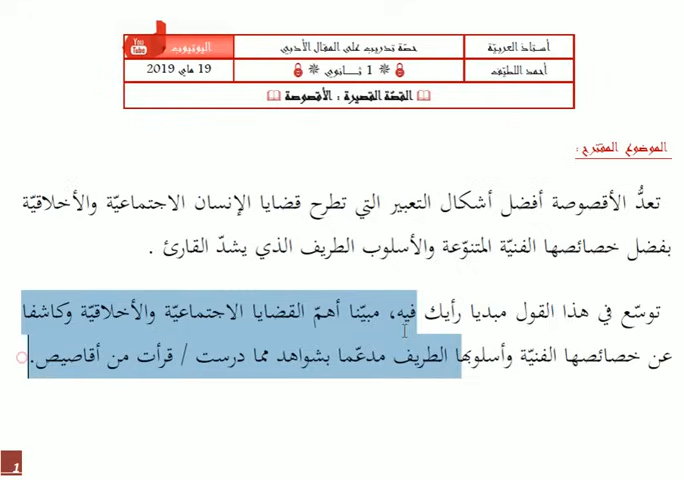 أستاذ العربيّة حصّة تدريب على المقال الأدبي اليوتيوب You Tube
أحمد اللطيّف 1 ثـانوي 19 ماي 2019
القصّة القصيرة : الأقصوصة
الموضوع المقترح :
تعدُّ الأقصوصة أفضل أشكال التعبير التي تطرح قضايا الإنسان الاجتماعيّة والأخلاقيّة
بفضل خصائصها الفنيّة المتنوّعة والأسلوب الطريف الذي يشدّ القارئ .
توسّع في هذا القول مبديا رأيك فيه، مبيّنا أهمّ القضايا الاجتماعيّة والأخلاقيّة وكاشفا
عن خصائصها الفنيّة وأسلوبها الطريف مدعّما بشواهد مما درست / قرأت من أقاصيص.
1